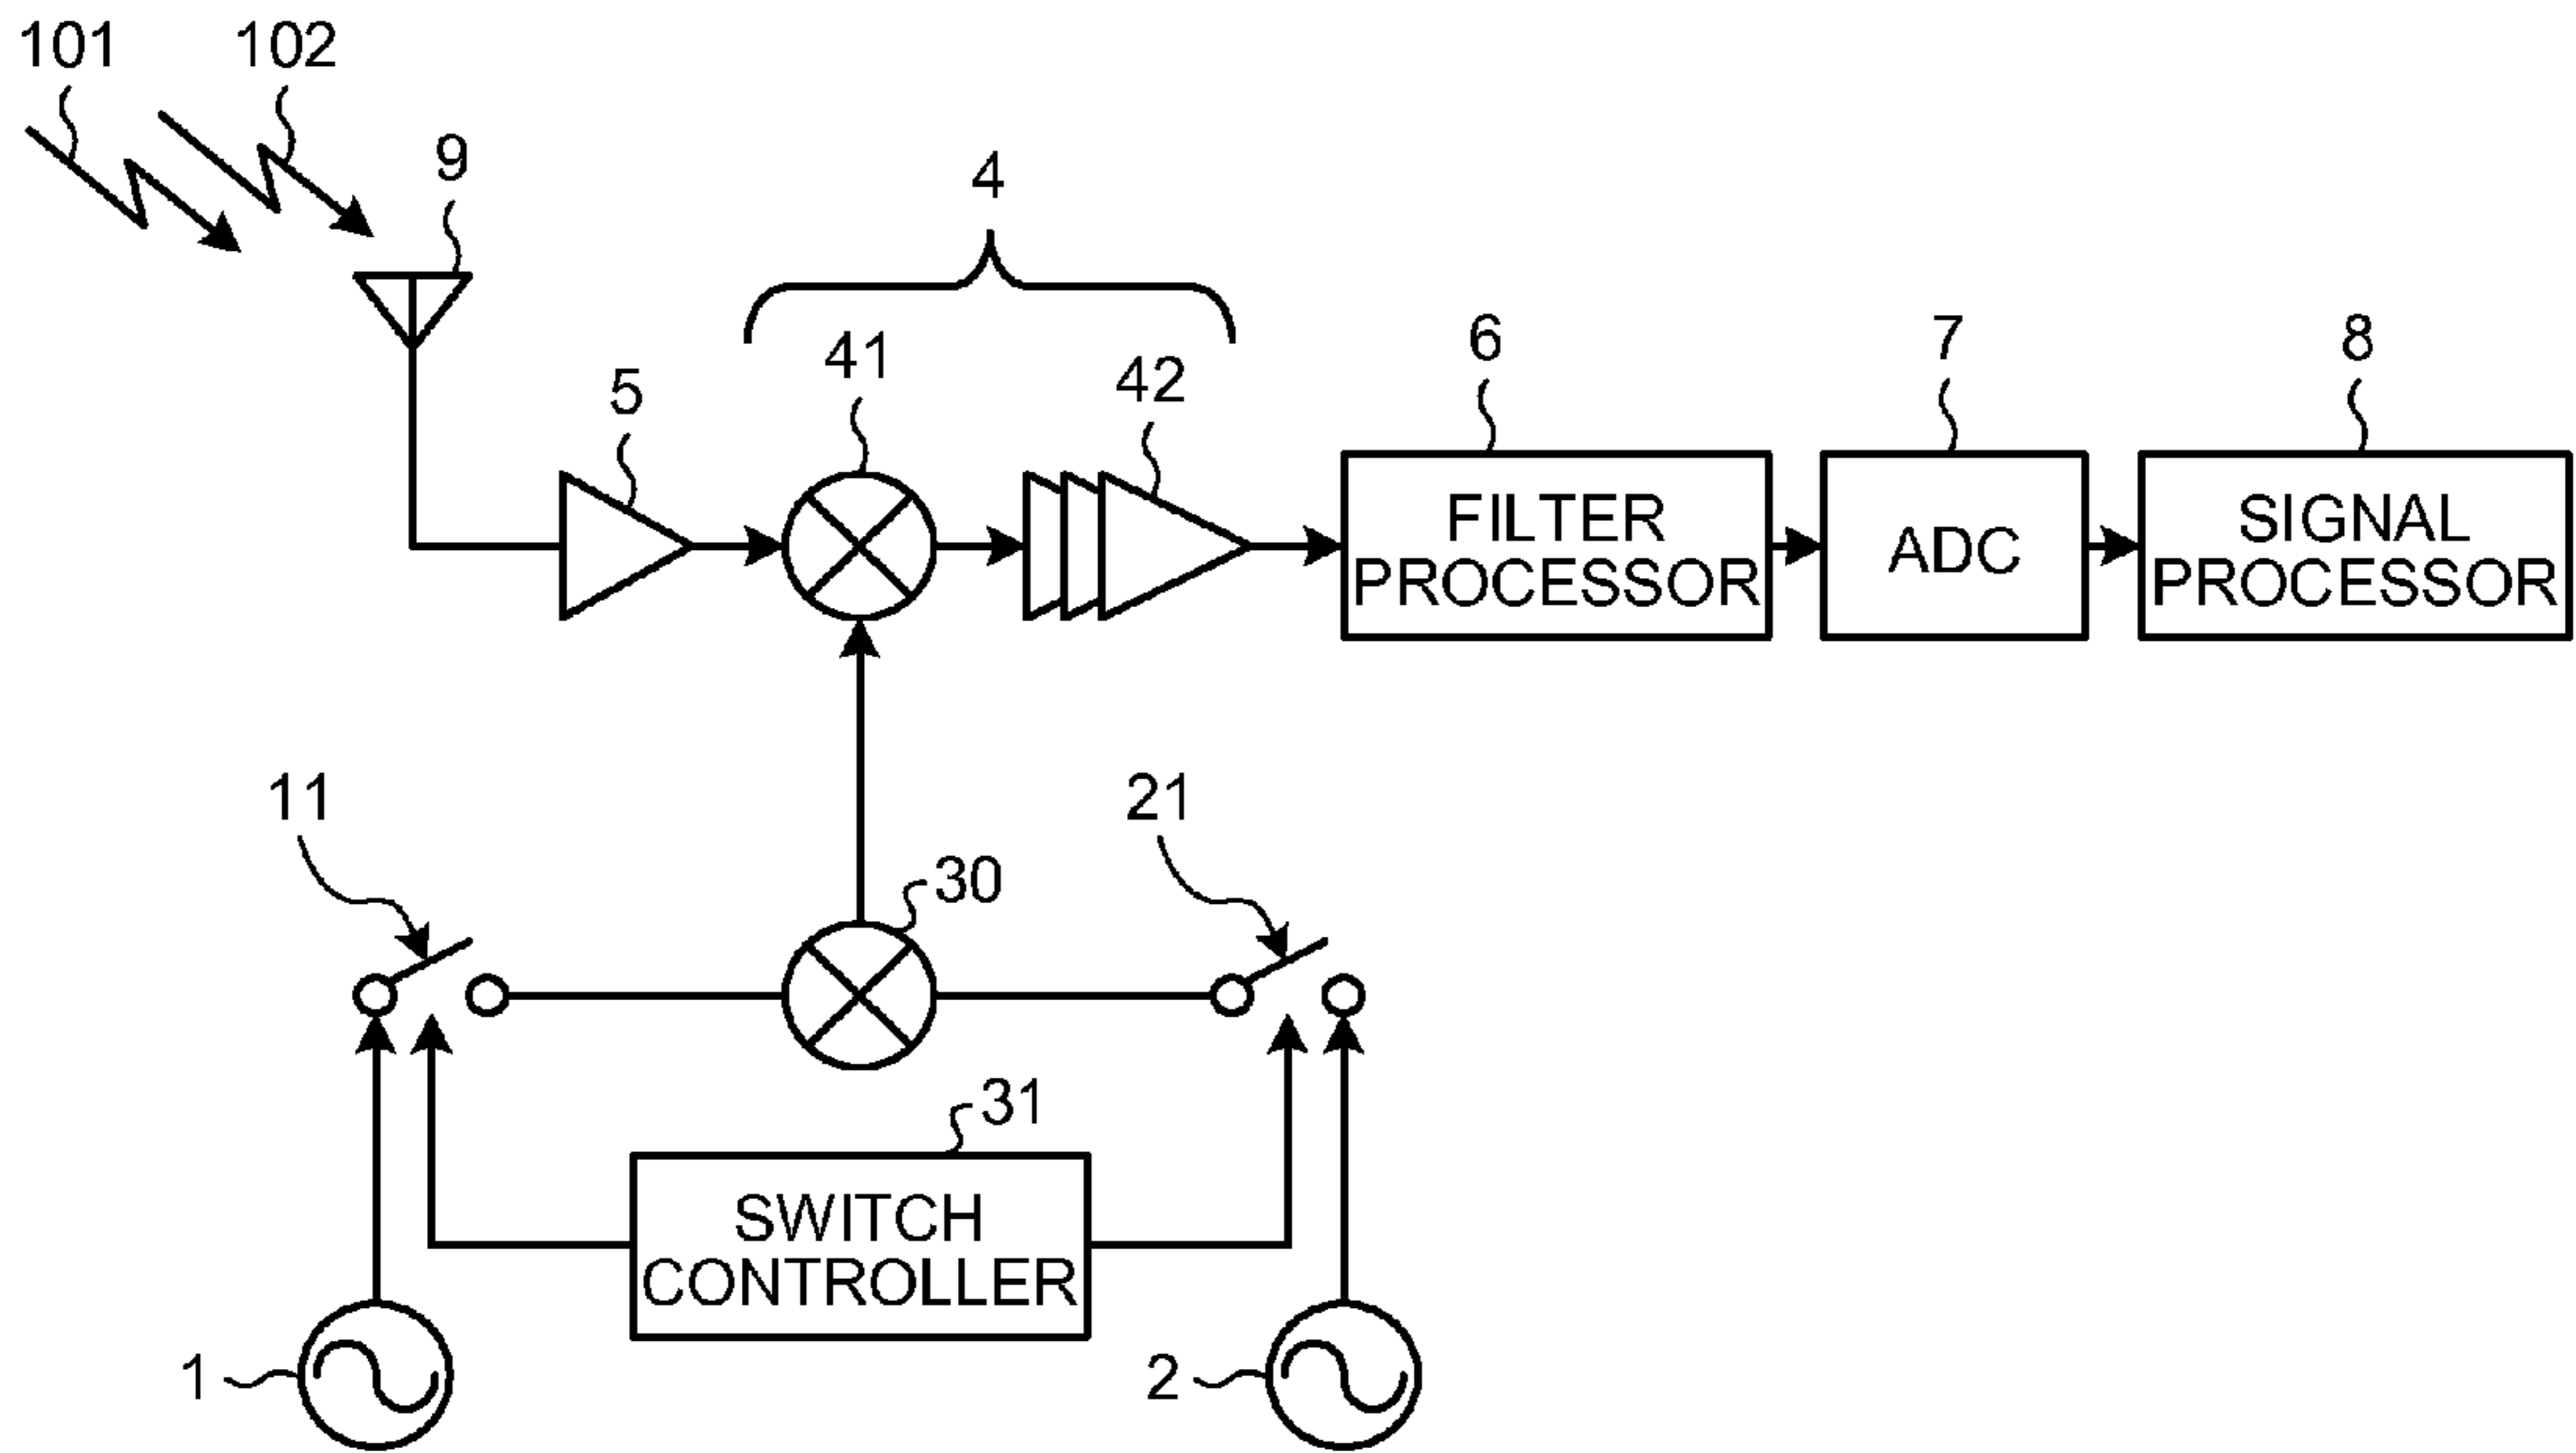 101
102
9
4
41
42
5
6
7
8
FILTER
PROCESSOR
ADC
SIGNAL
PROCESSOR
11
21
30
31
SWITCH
CONTROLLER
1
2